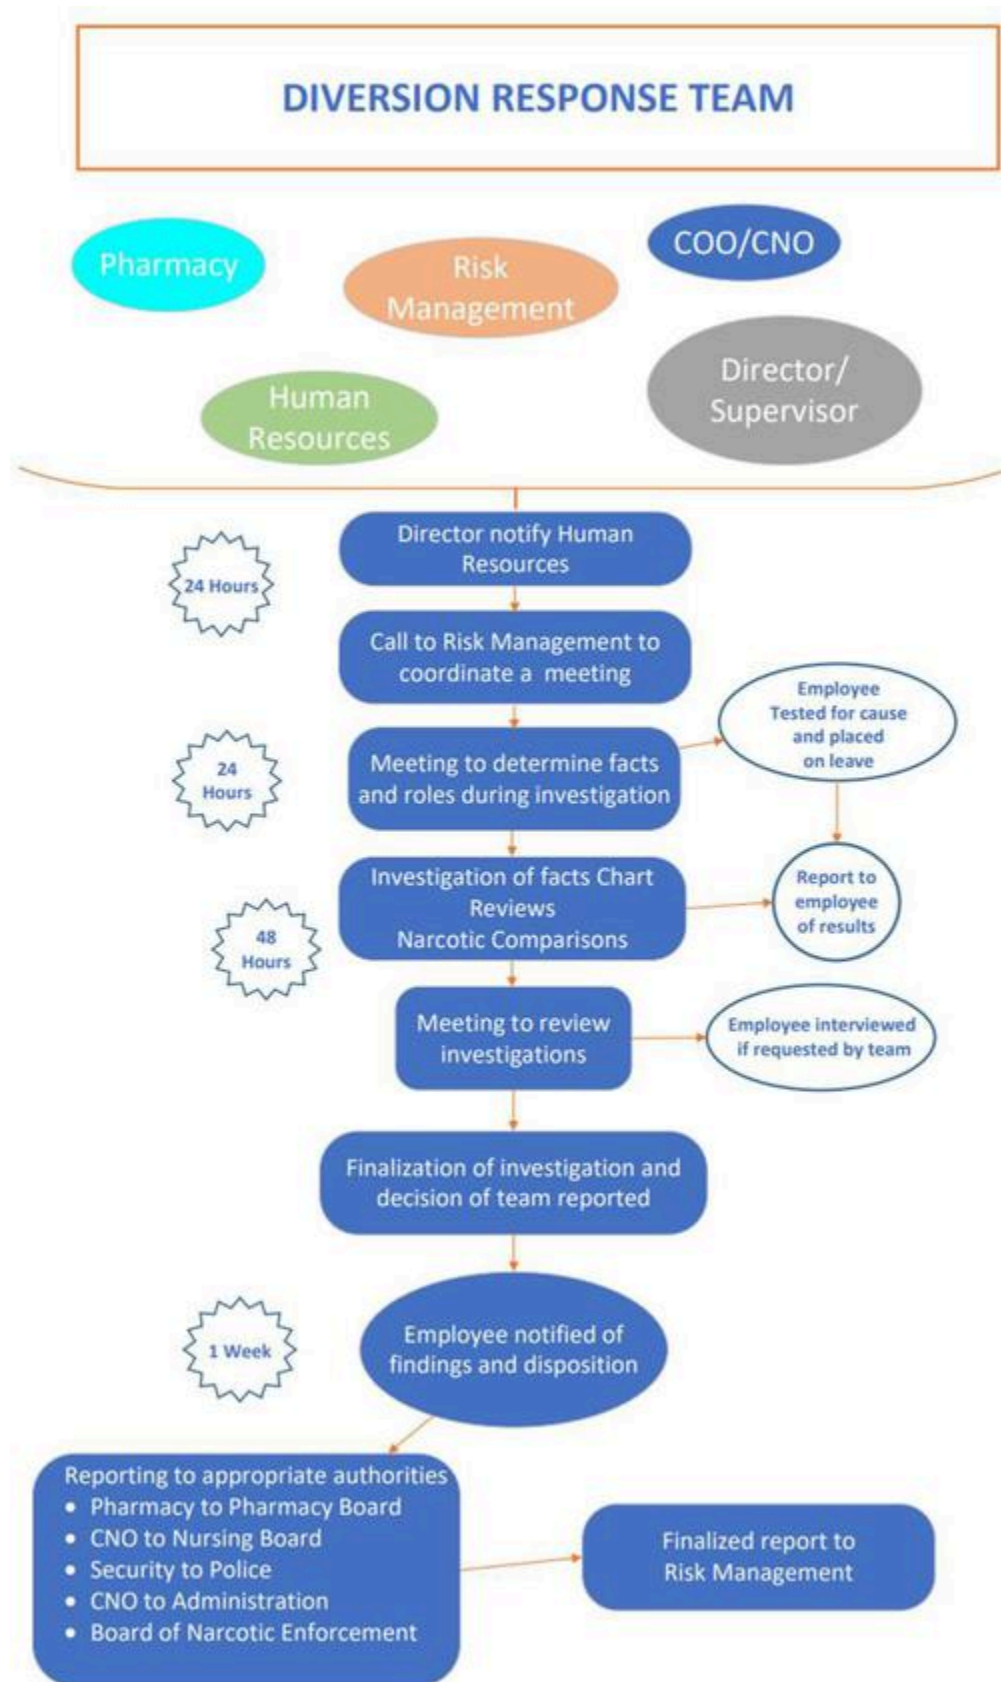 DIVERSION RESPONSE TEAM
Pharmacy
Risk
Management
COO/CNO
Human
Resources
Director/
Supervisor
Director notify Human
Resources
24 Hours
Call to Risk Management to
coordinate a meeting
Employee
Tested for cause
and placed
on leave
24
Hours
Meeting to determine facts
and roles during investigation
Investigation of facts Chart
Reviews
Narcotic Comparisons
Report to
employee
of results
48
Hours
Meeting to review
investigations
Employee interviewed
if requested by team
Finalization of investigation and
decision of team reported
1 Week
Employee notified of
findings and disposition
Reporting to appropriate authorities
• Pharmacy to Pharmacy Board
• CNO to Nursing Board
• Security to Police
• CNO to Administration
• Board of Narcotic Enforcement
Finalized report to
Risk Management